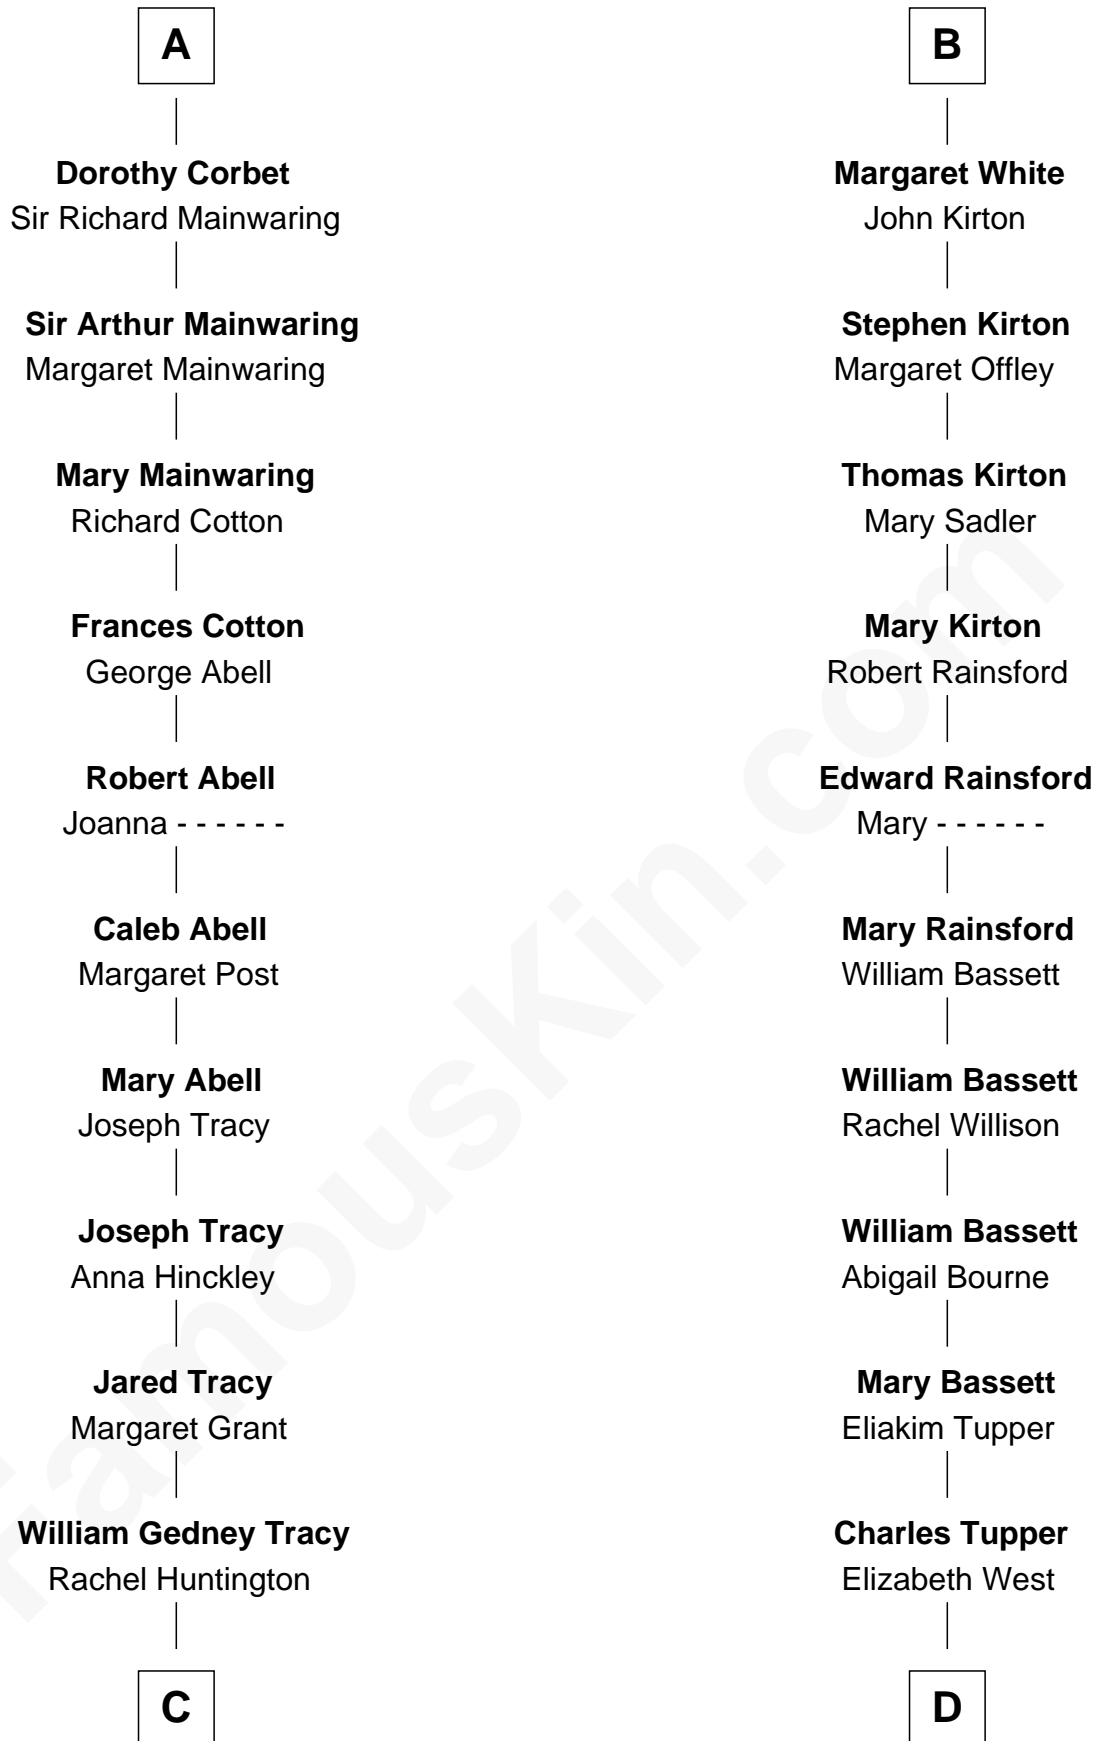 A
Dorothy Corbet
Sir Richard Mainwaring
Sir Arthur Mainwaring
Margaret Mainwaring
Mary Mainwaring
Richard Cotton
Frances Cotton
George Abell
Robert Abell
Joanna - - - - - -
Caleb Abell
Margaret Post
Mary Abell
Joseph Tracy
Joseph Tracy
Anna Hinckley
Jared Tracy
Margaret Grant
William Gedney Tracy
Rachel Huntington
C
B
Margaret White
John Kirton
Stephen Kirton
Margaret Offley
Thomas Kirton
Mary Sadler
Mary Kirton
Robert Rainsford
Edward Rainsford
Mary - - - - - -
Mary Rainsford
William Bassett
William Bassett
Rachel Willison
William Bassett
Abigail Bourne
Mary Bassett
Eliakim Tupper
Charles Tupper
Elizabeth West
D
FamousKin.com